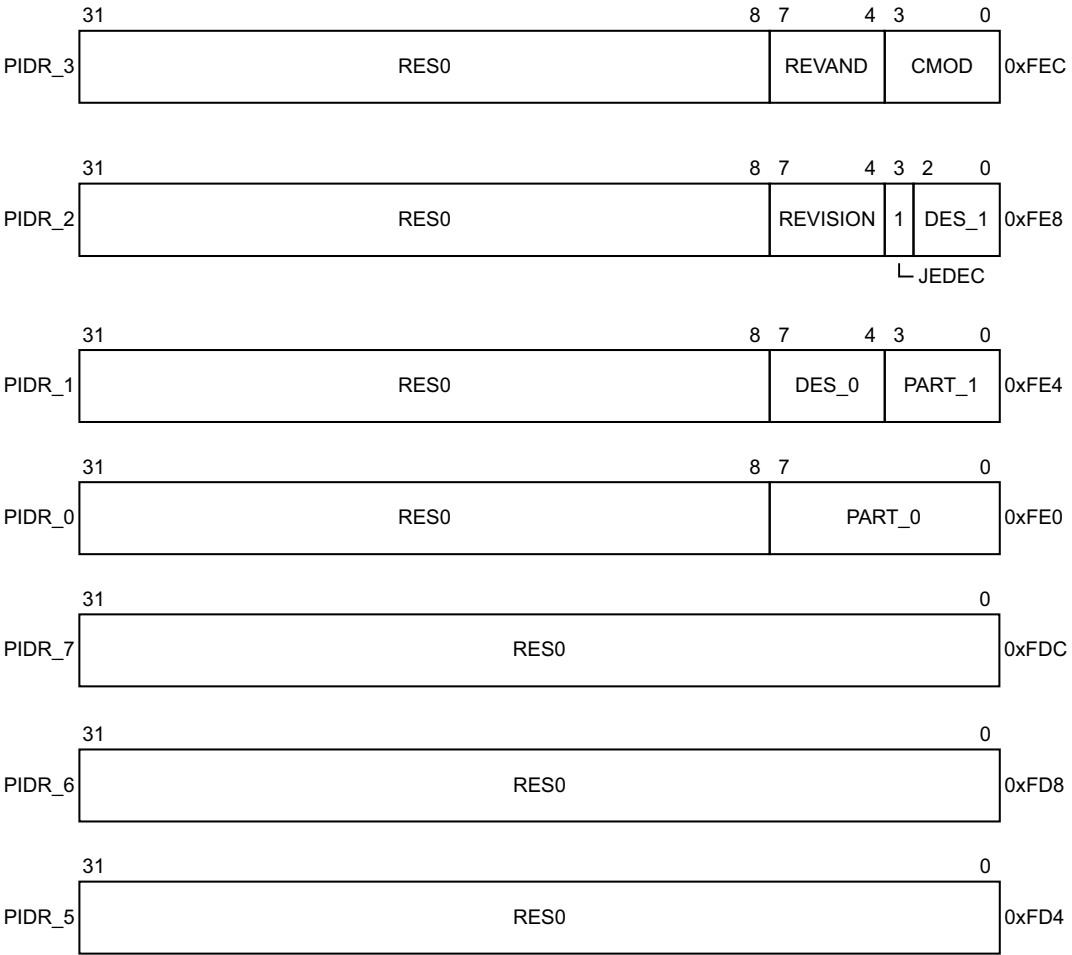 31 8 7 4 3 0
PIDR_3 RES0 REVAND CMOD 0xFEC
31 8 7 4 3 2 0
PIDR_2 RES0 REVISION 1 DES_1 0xFE8
JEDEC
31 8 7 4 3 0
PIDR_1 RES0 DES_0 PART_1 0xFE4
31 8 7 0
PIDR_0 RES0 PART_0 0xFE0
31 0
PIDR_7 RES0 0xFDC
31 0
PIDR_6 RES0 0xFD8
31 0
PIDR_5 RES0 0xFD4